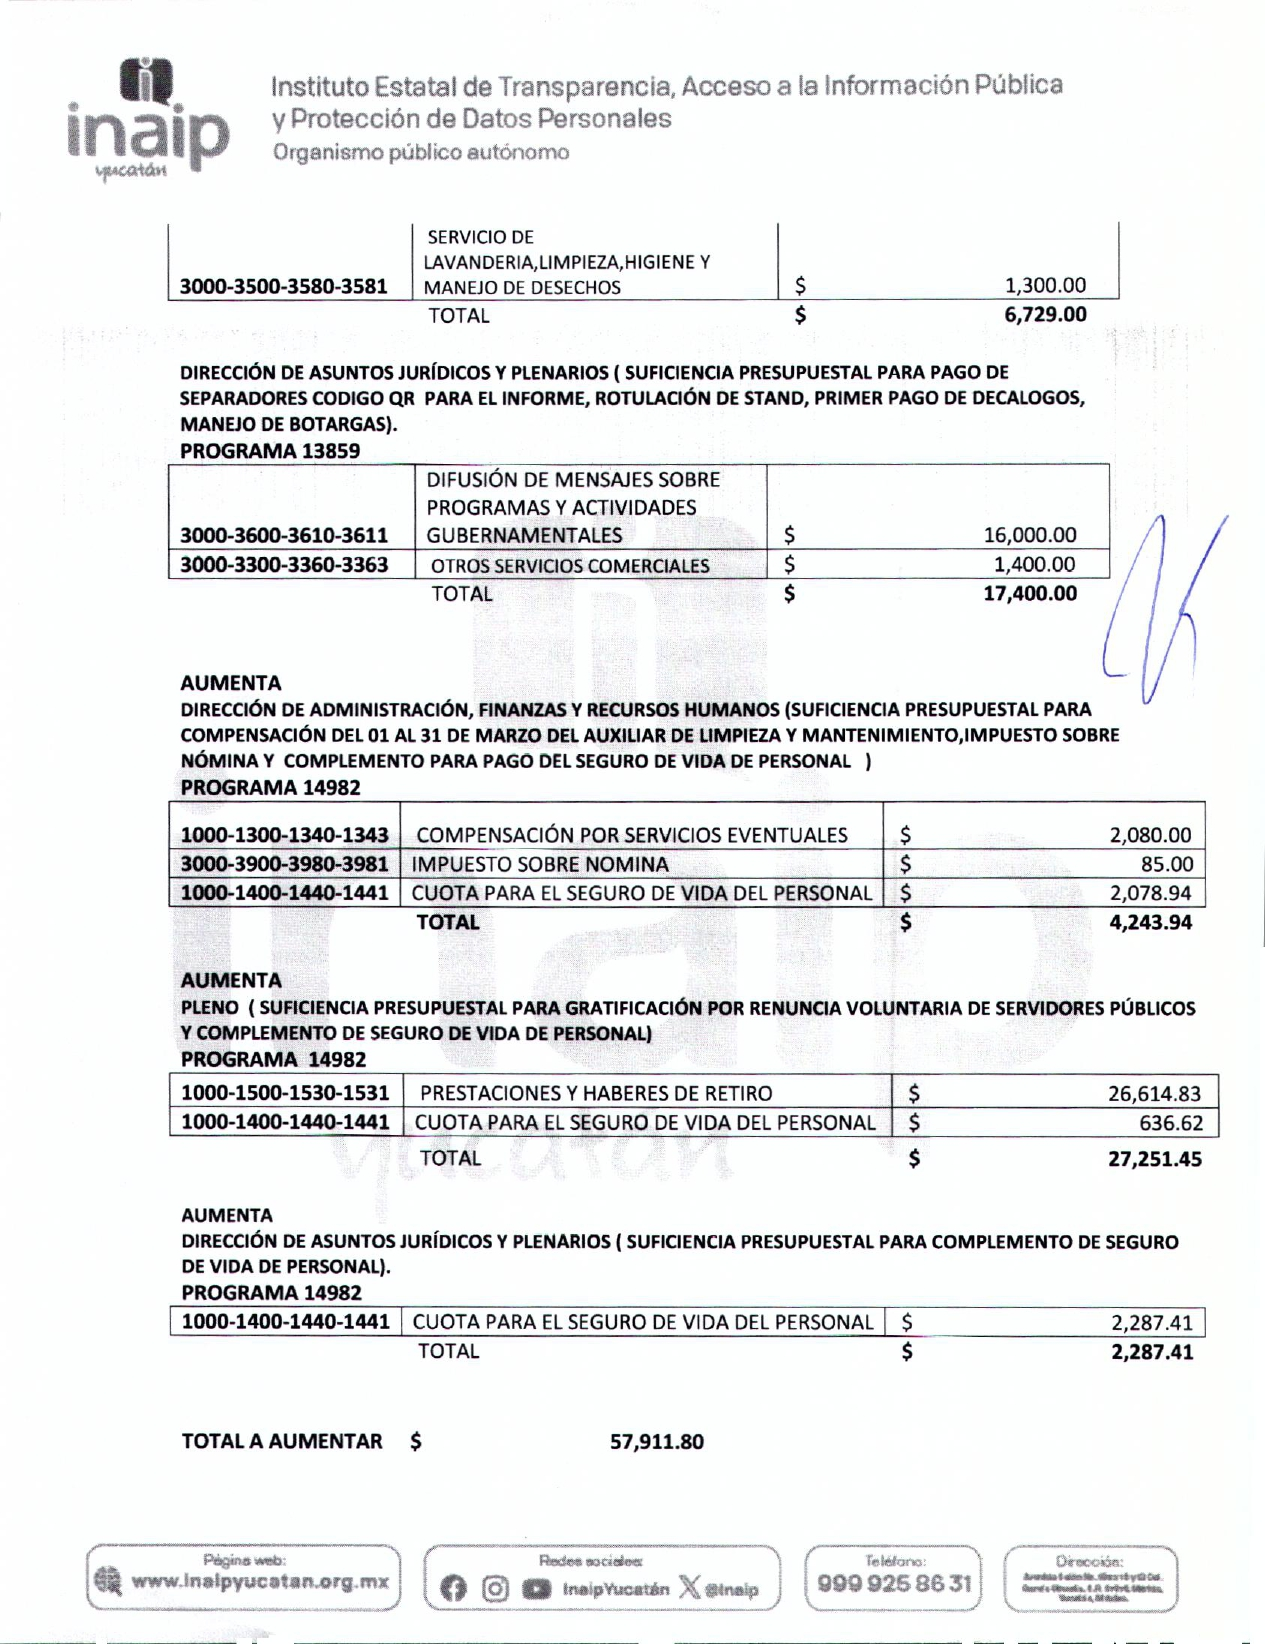 inaip
yucatán
Instituto Estatal de Transparencia, Acceso a la Información Pública
y Protección de Datos Personales
Organismo público autónomo
SERVICIO DE
LAVANDERIA,LIMPIEZA,HIGIENE Y
3000-3500-3580-3581 MANEJO DE DESECHOS $ 1,300.00
TOTAL $ 6,729.00
DIRECCIÓN DE ASUNTOS JURÍDICOS Y PLENARIOS ( SUFICIENCIA PRESUPUESTAL PARA PAGO DE
SEPARADORES CODIGO QR PARA EL INFORME, ROTULACIÓN DE STAND, PRIMER PAGO DE DECALOGOS,
MANEJO DE BOTARGAS).
PROGRAMA 13859
DIFUSIÓN DE MENSAJES SOBRE
PROGRAMAS Y ACTIVIDADES
3000-3600-3610-3611 GUBERNAMENTALES $ 16,000.00
3000-3300-3360-3363 OTROS SERVICIOS COMERCIALES $ 1,400.00
TOTAL $ 17,400.00
AUMENTA
DIRECCIÓN DE ADMINISTRACIÓN, FINANZAS Y RECURSOS HUMANOS (SUFICIENCIA PRESUPUESTAL PARA
COMPENSACIÓN DEL 01 AL 31 DE MARZO DEL AUXILIAR DE LIMPIEZA Y MANTENIMIENTO,IMPUESTO SOBRE
NÓMINA Y COMPLEMENTO PARA PAGO DEL SEGURO DE VIDA DE PERSONAL )
PROGRAMA 14982
1000-1300-1340-1343 COMPENSACIÓN POR SERVICIOS EVENTUALES $ 2,080.00
3000-3900-3980-3981 IMPUESTO SOBRE NOMINA $ 85.00
1000-1400-1440-1441 CUOTA PARA EL SEGURO DE VIDA DEL PERSONAL $ 2,078.94
TOTAL $ 4,243.94
AUMENTA
PLENO ( SUFICIENCIA PRESUPUESTAL PARA GRATIFICACIÓN POR RENUNCIA VOLUNTARIA DE SERVIDORES PÚBLICOS
Y COMPLEMENTO DE SEGURO DE VIDA DE PERSONAL)
PROGRAMA 14982
1000-1500-1530-1531 PRESTACIONES Y HABERES DE RETIRO $ 26,614.83
1000-1400-1440-1441 CUOTA PARA EL SEGURO DE VIDA DEL PERSONAL $ 636.62
TOTAL $ 27,251.45
AUMENTA
DIRECCIÓN DE ASUNTOS JURÍDICOS Y PLENARIOS ( SUFICIENCIA PRESUPUESTAL PARA COMPLEMENTO DE SEGURO
DE VIDA DE PERSONAL).
PROGRAMA 14982
1000-1400-1440-1441 CUOTA PARA EL SEGURO DE VIDA DEL PERSONAL $ 2,287.41
TOTAL $ 2,287.41
TOTAL A AUMENTAR $ 57,911.80
Página web:
www.inaipyucatan.org.mx
Redes sociales:
InaipYucatán @Inaip
Teléfono:
999 925 86 31
Dirección: